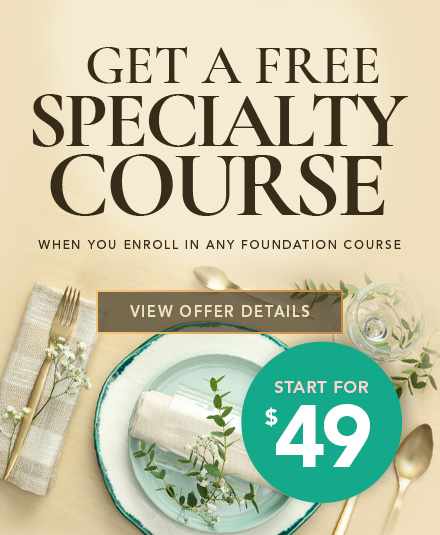 GET A FREE
SPECIALTY
COURSE
WHEN YOU ENROLL IN ANY FOUNDATION COURSE
VIEW OFFER DETAILS
START FOR
$49